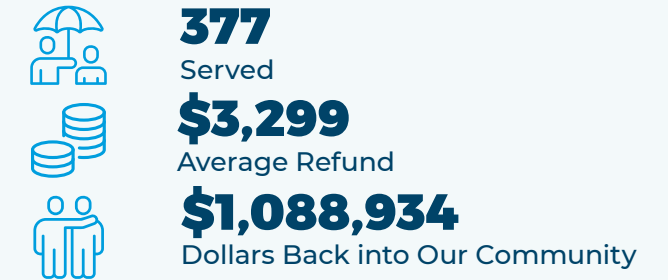 377
Served
$3,299
Average Refund
$1,088,934
Dollars Back into Our Community